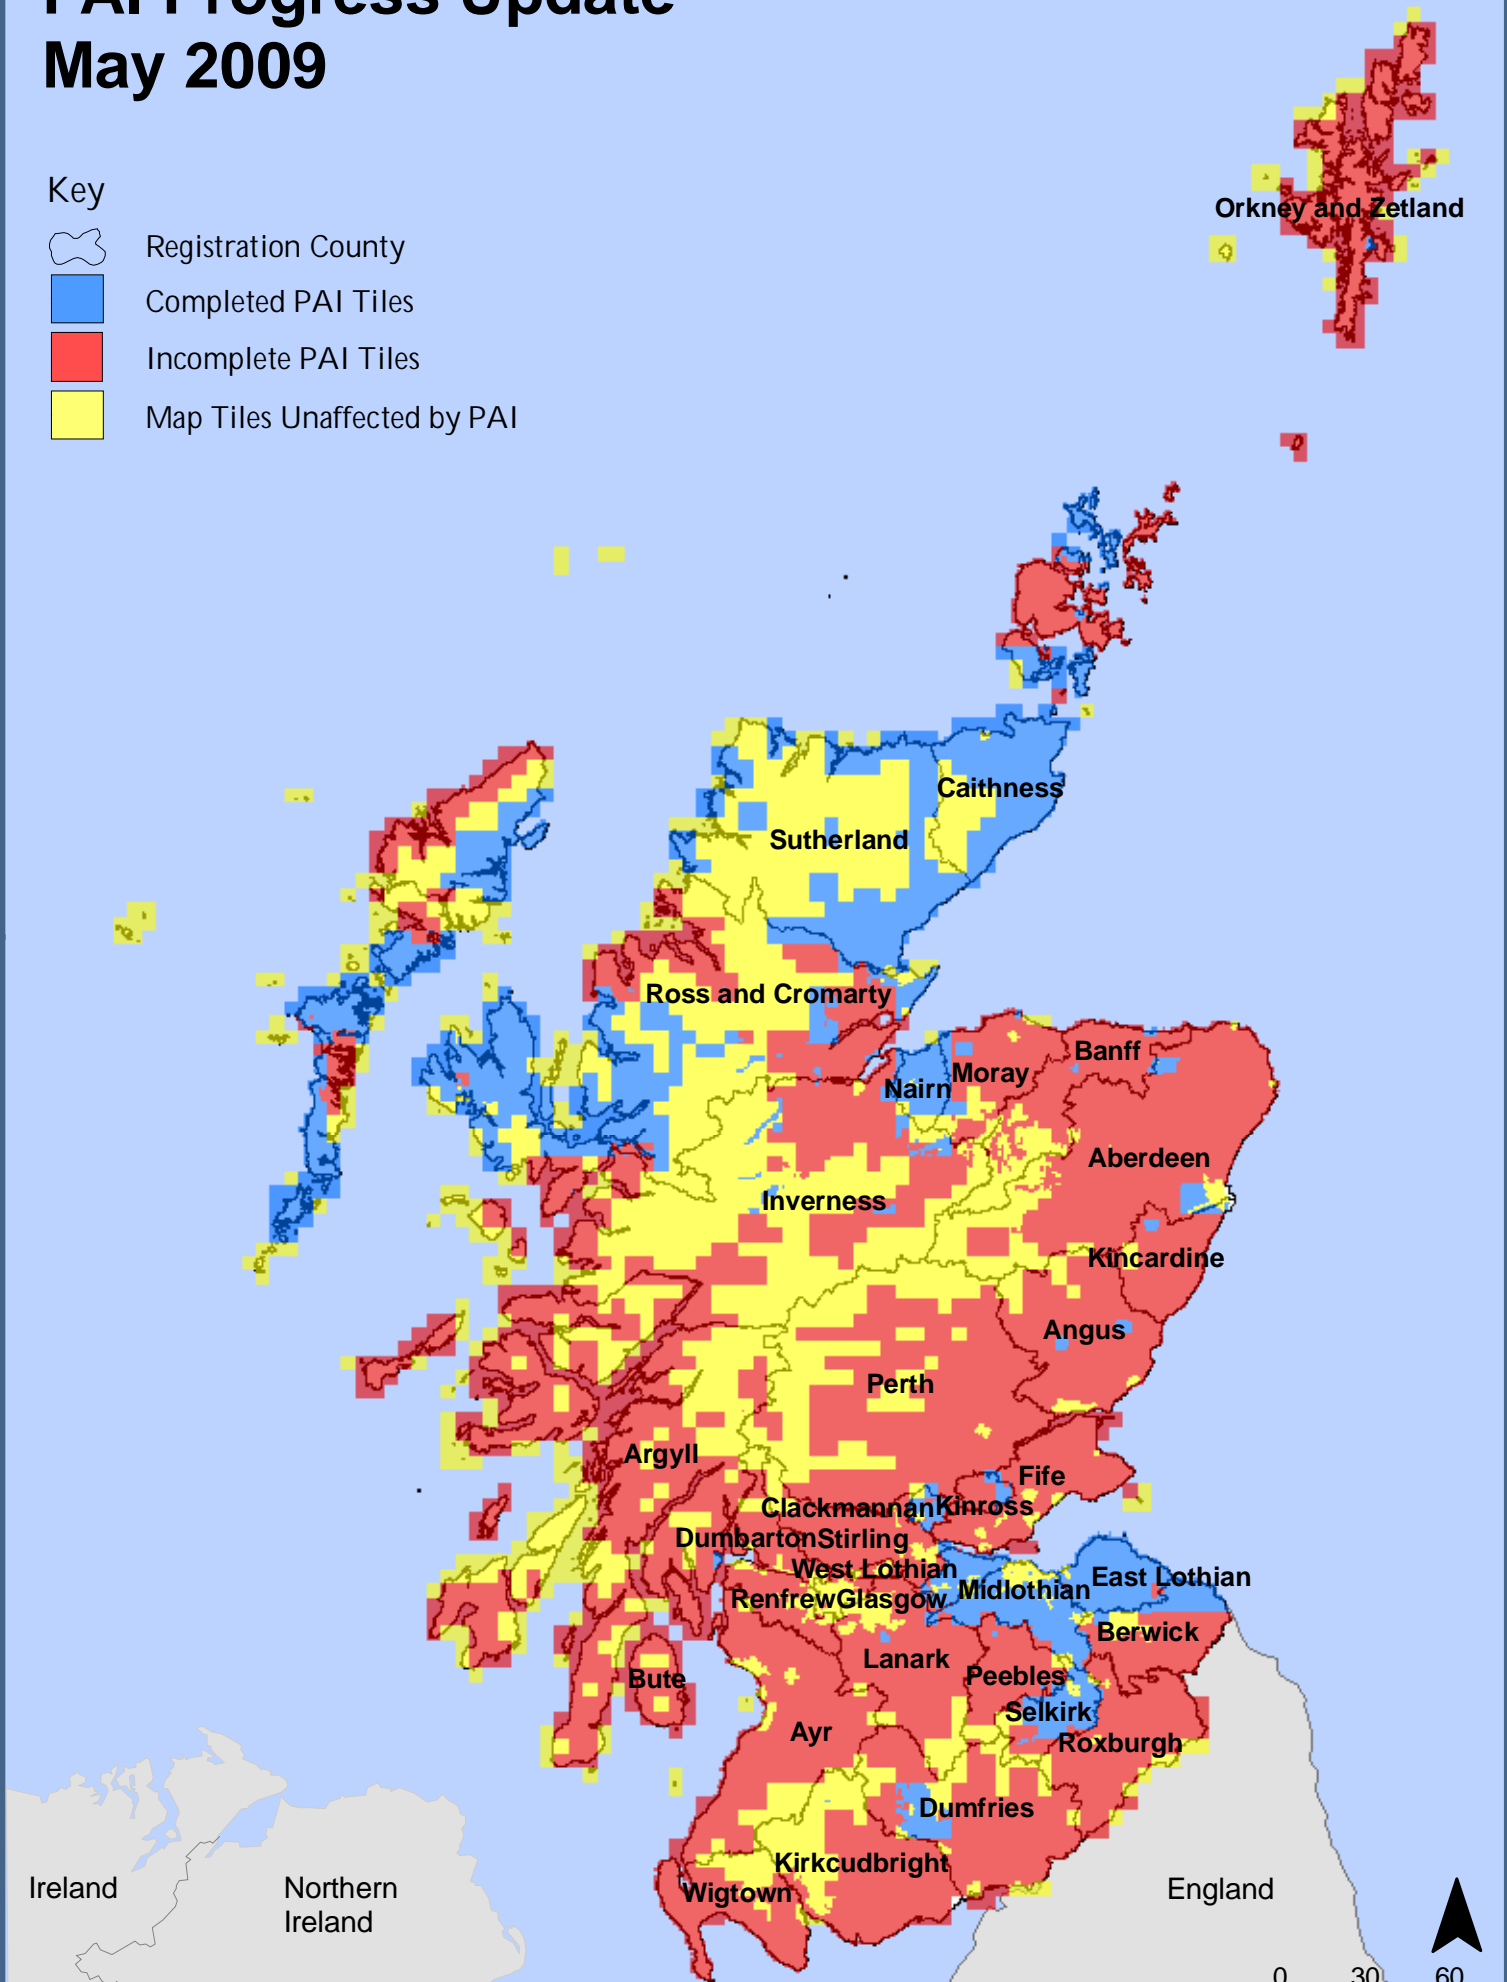 PAI Progress Update
May 2009
Key
Registration County
Completed PAI Tiles
Incomplete PAI Tiles
Map Tiles Unaffected by PAI
Orkney and Zetland
Caithness
Sutherland
Ross and Cromarty
Banff
Moray
Nairn
Aberdeen
Inverness
Kincardine
Angus
Perth
Argyll
Fife
Clackmannan
Kinross
Dumbarton
Stirling
West Lothian
Midlothian
East Lothian
Renfrew
Glasgow
Berwick
Lanark
Peebles
Bute
Selkirk
Ayr
Roxburgh
Dumfries
Kirkcudbright
Wigtown
Ireland
Northern
Ireland
England
0 30 60